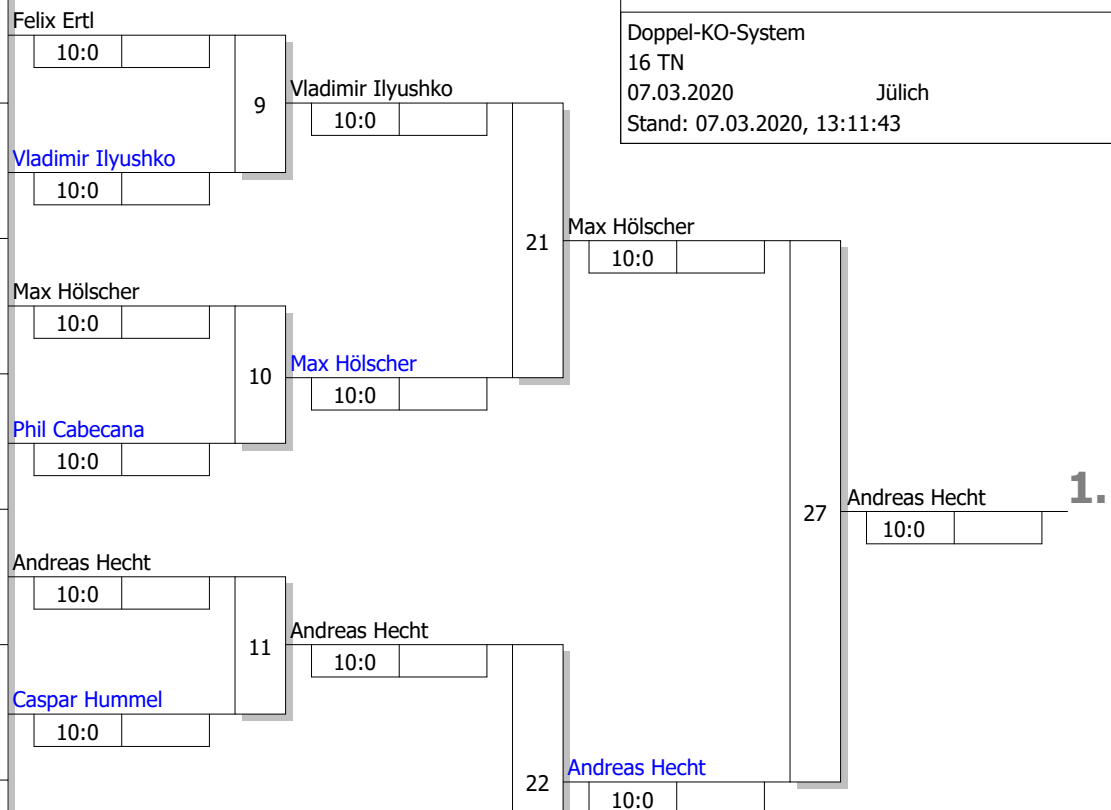 Felix Ertl
10:0
9
Vladimir Ilyushko
10:0
Vladimir Ilyushko
10:0
Doppel-KO-System
16 TN
07.03.2020 Jülich
Stand: 07.03.2020, 13:11:43
21
Max Hölscher
10:0
Max Hölscher
10:0
10
Max Hölscher
10:0
Phil Cabecana
10:0
27
Andreas Hecht
10:0
1.
Andreas Hecht
10:0
11
Andreas Hecht
10:0
Caspar Hummel
10:0
22
Andreas Hecht
10:0